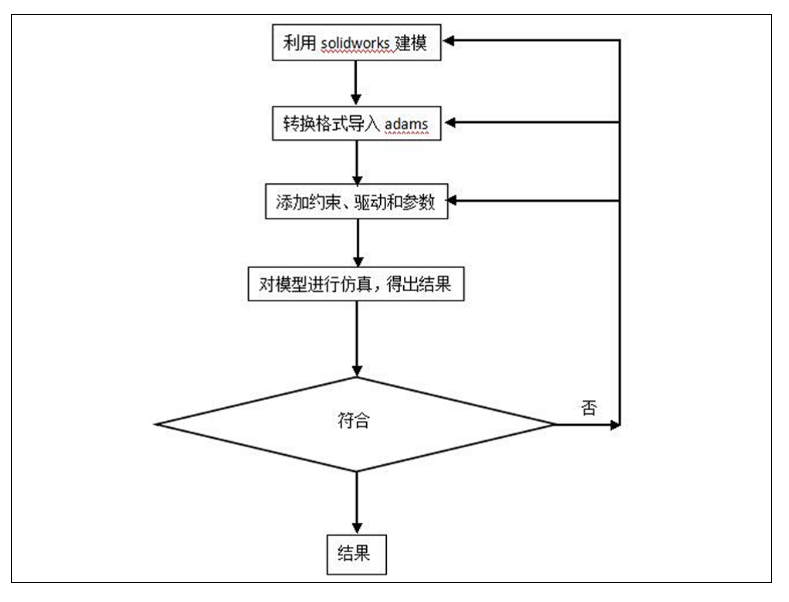 利用 solidworks 建模
转换格式导入 adams
添加约束、驱动和参数
对模型进行仿真，得出结果
符合
否
结果